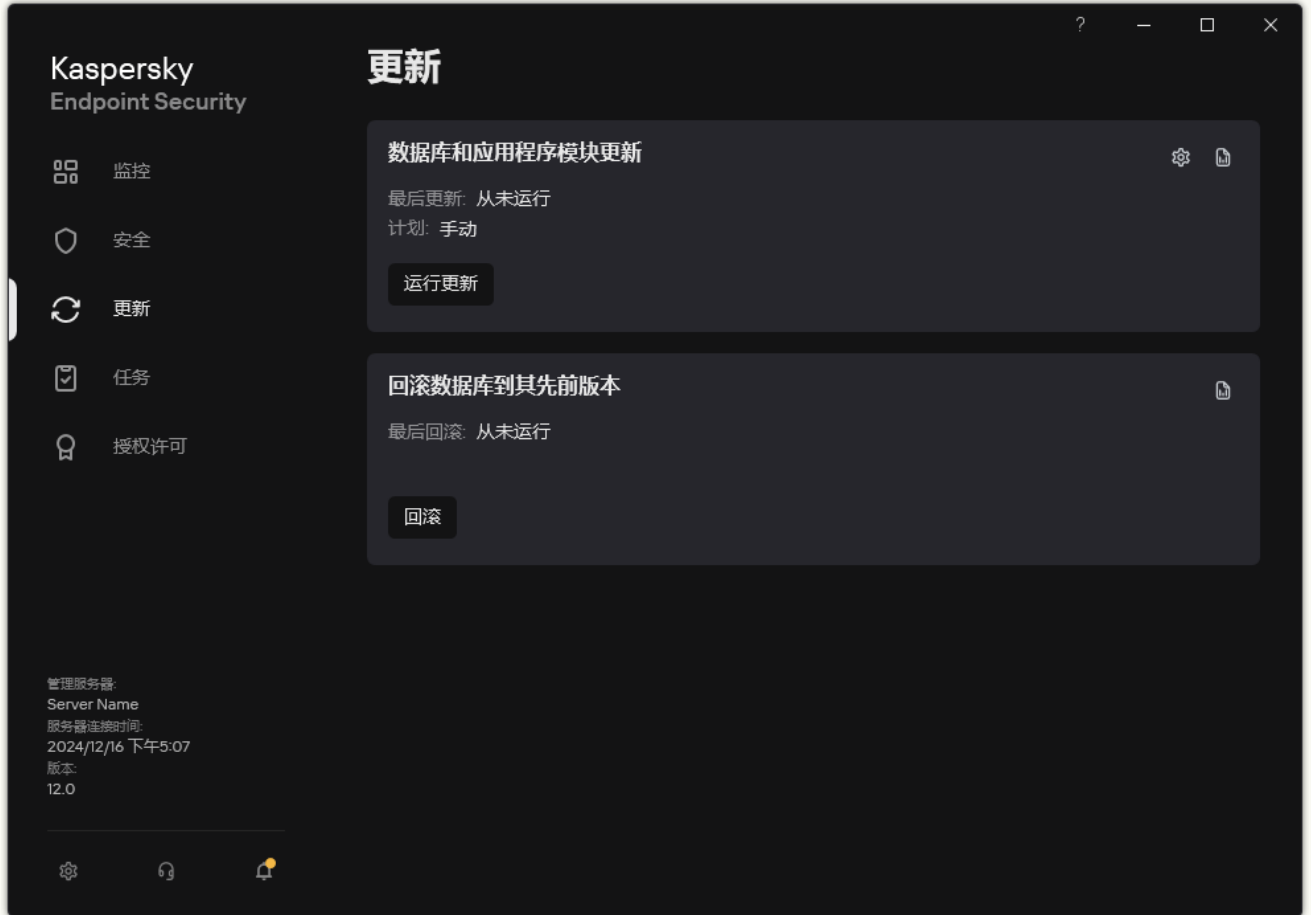 ?
Kaspersky
Endpoint Security
监控
安全
更新
任务
授权许可
管理服务器:
Server Name
服务器连接时间:
2024/12/16 下午5:07
版本:
12.0
更新
数据库和应用程序模块更新
最后更新: 从未运行
计划: 手动
运行更新
回滚数据库到其先前版本
最后回滚: 从未运行
回滚